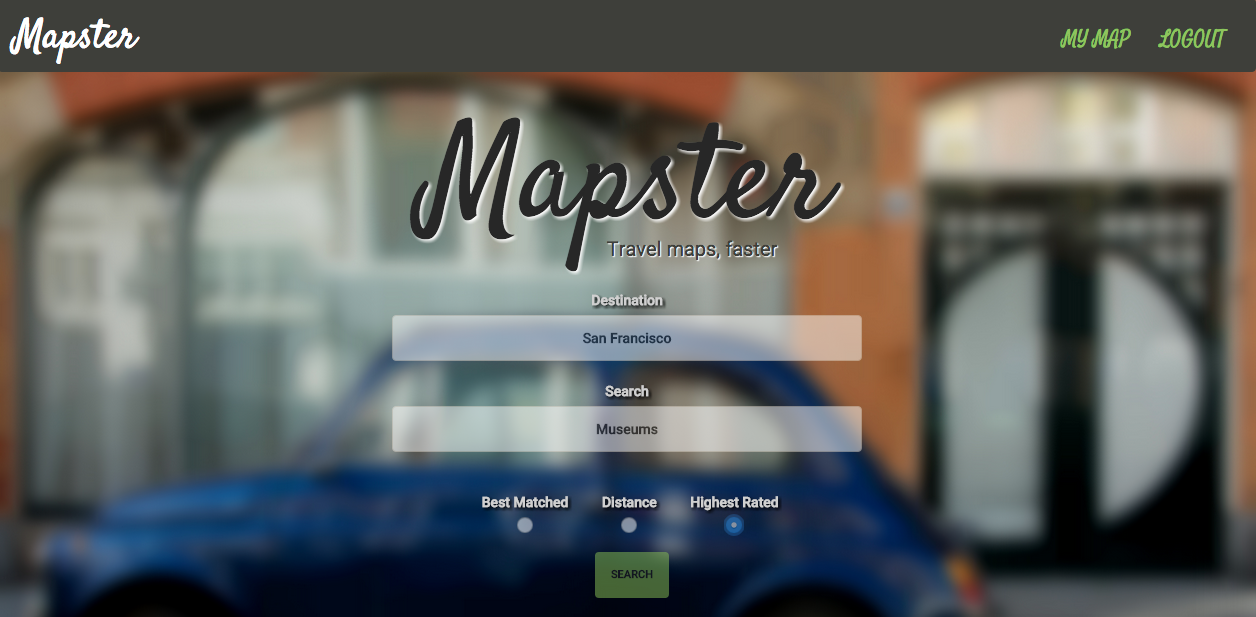 Mapster
MY MAP
LOGOUT
Mapster
Travel maps, faster
Destination
San Francisco
Search
Museums
Best Matched
Distance
Highest Rated
SEARCH